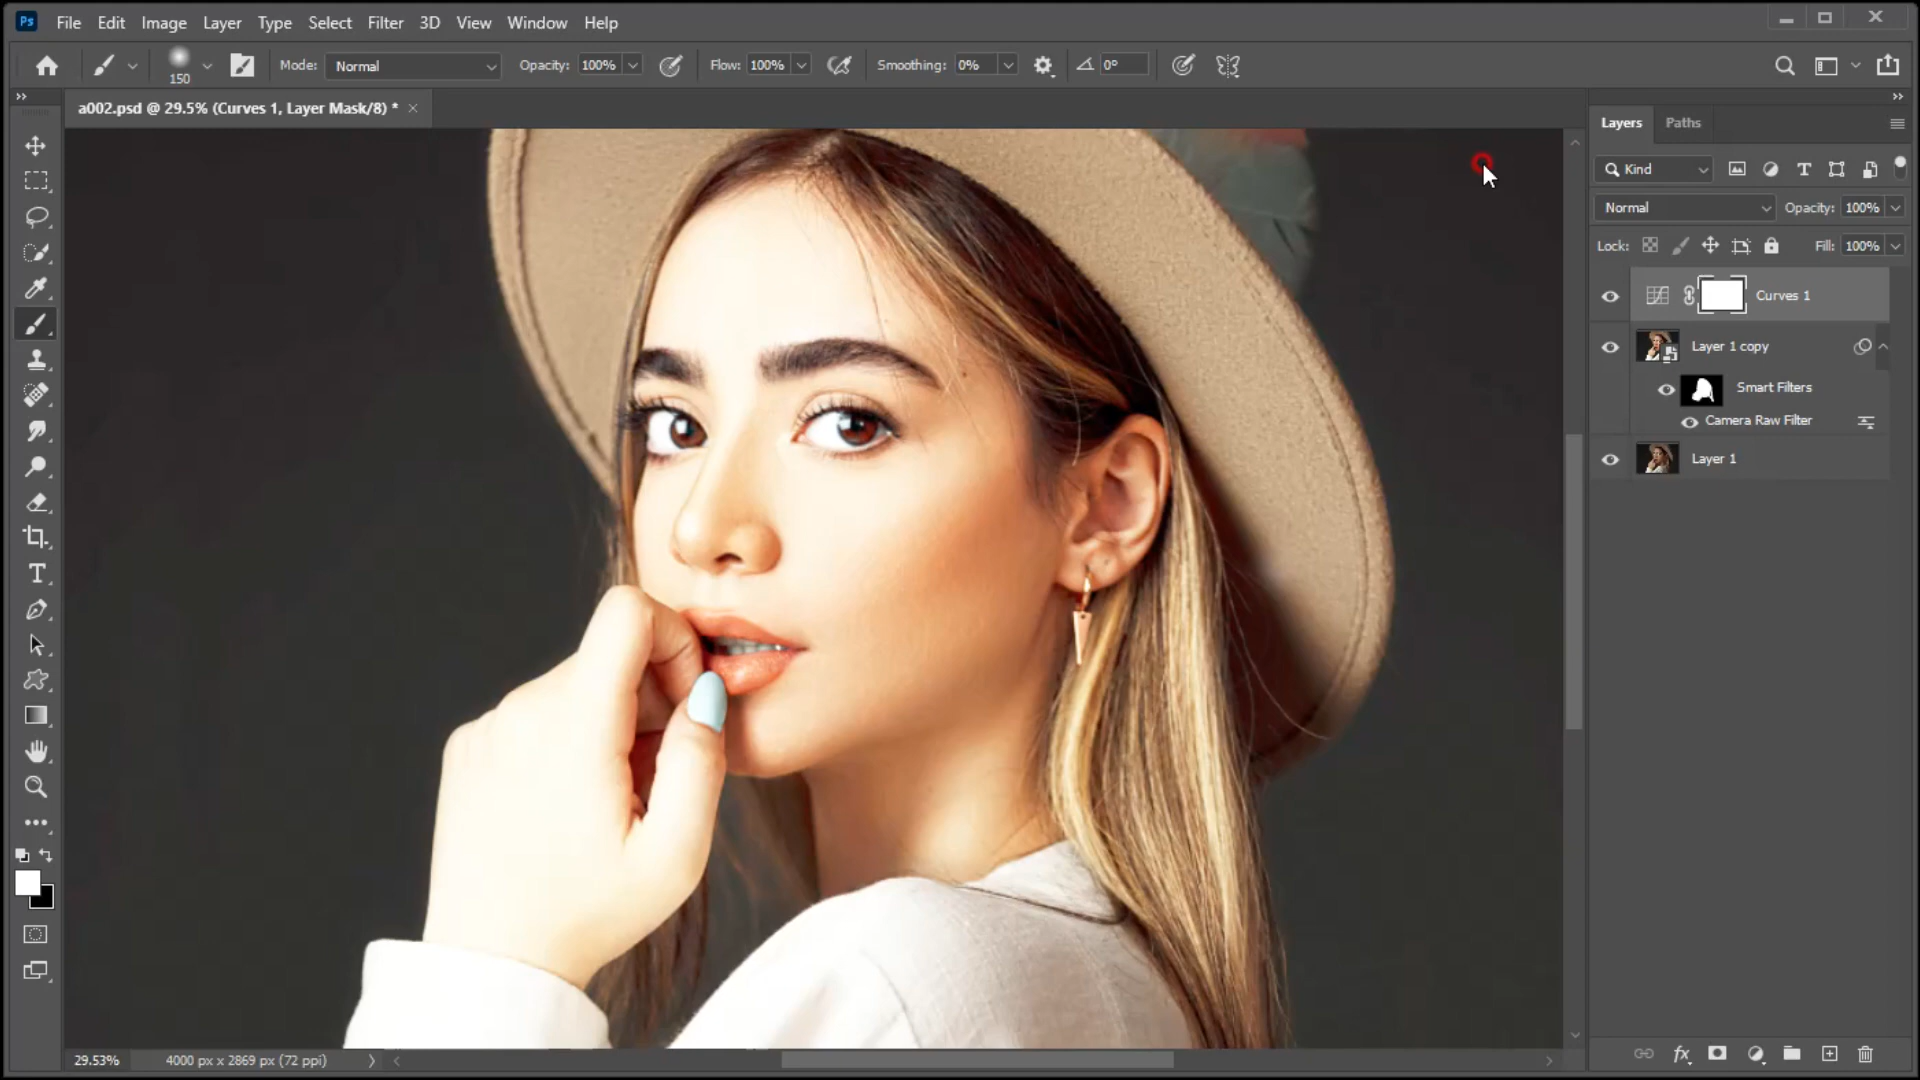 Ps File Edit Image Layer Type Select Filter 3D View Window Help
150 Mode: Normal Opacity: 100% Flow: 100% Smoothing: 0% 0°
a002.psd @ 29.5% (Curves 1, Layer Mask/8) *
Layers Paths
Kind
Normal Opacity: 100%
Lock: Fill: 100%
Curves 1
Layer 1 copy
Smart Filters
Camera Raw Filter
Layer 1
29.53% 4000 px x 2869 px (72 ppi)
fx